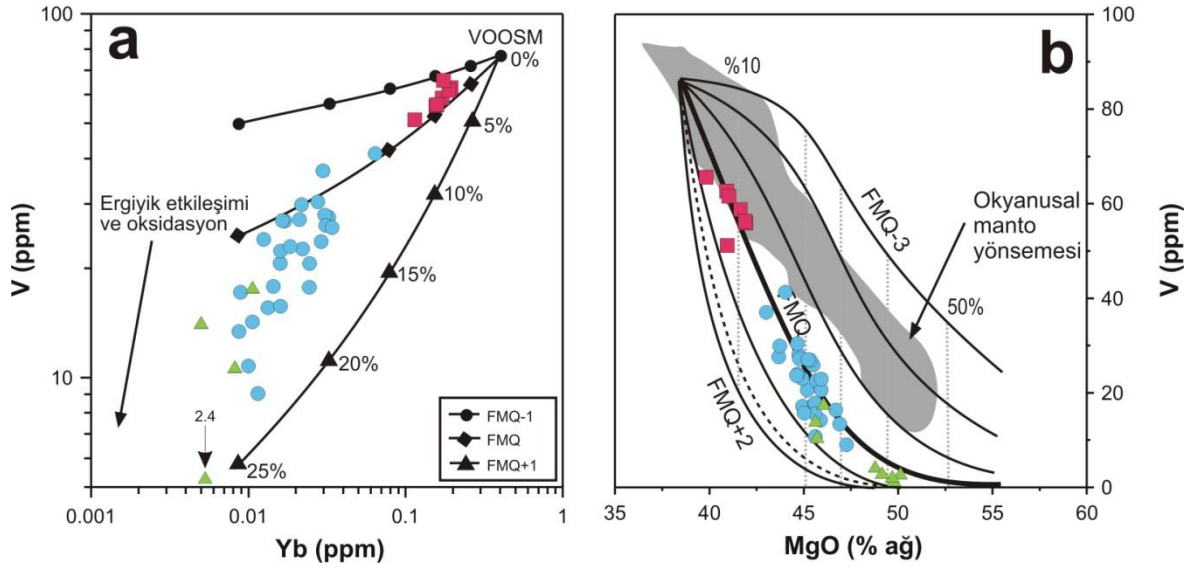 a
VOOSM
0%
5%
10%
15%
20%
25%
Ergiyik etkileşimi
ve oksidasyon
2.4
FMQ-1
FMQ
FMQ+1
100
10
V (ppm)
0.001
0.01
0.1
1
Yb (ppm)
b
%10
FMQ-3
Okyanusal
manto
yönsemesi
50%
FMQ
FMQ+2
100
80
60
40
20
0
V (ppm)
35
40
45
50
55
60
MgO (% ağ)